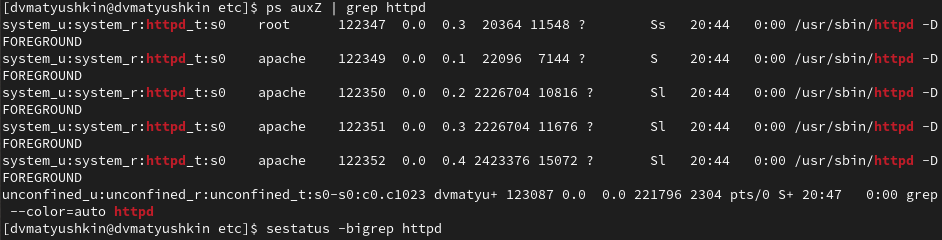 [dvmatyushkin@dvmatyushkin etc]$ ps auxZ | grep httpd
system_u:system_r:httpd_t:s0    root      122347  0.0  0.3  20364 11548 ?        Ss   20:44   0:00 /usr/sbin/httpd -D
FOREGROUND
system_u:system_r:httpd_t:s0    apache    122349  0.0  0.1  22096  7144 ?        S    20:44   0:00 /usr/sbin/httpd -D
FOREGROUND
system_u:system_r:httpd_t:s0    apache    122350  0.0  0.2 2226704 10816 ?       Sl   20:44   0:00 /usr/sbin/httpd -D
FOREGROUND
system_u:system_r:httpd_t:s0    apache    122351  0.0  0.3 2226704 11676 ?       Sl   20:44   0:00 /usr/sbin/httpd -D
FOREGROUND
system_u:system_r:httpd_t:s0    apache    122352  0.0  0.4 2423376 15072 ?       Sl   20:44   0:00 /usr/sbin/httpd -D
FOREGROUND
unconfined_u:unconfined_r:unconfined_t:s0-s0:c0.c1023 dvmatyu+ 123087 0.0  0.0 221796 2304 pts/0 S+ 20:47   0:00 grep
 --color=auto httpd
[dvmatyushkin@dvmatyushkin etc]$ sestatus -bigrep httpd